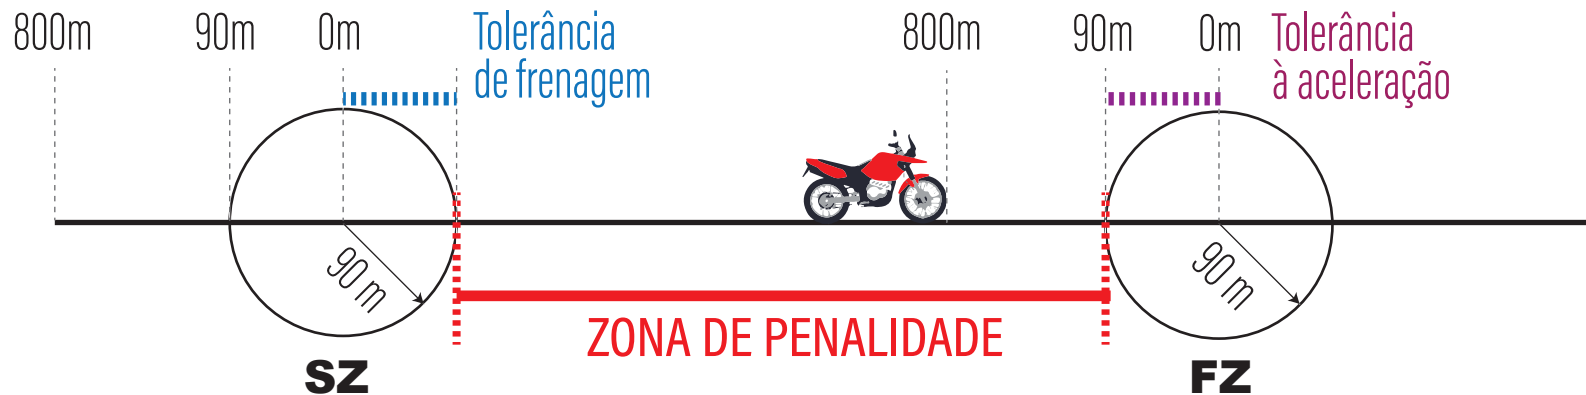 800m 90m 0m Tolerância
de frenagem
800m 90m 0m Tolerância
à aceleração
90 m
90 m
ZONA DE PENALIDADE
SZ
FZ